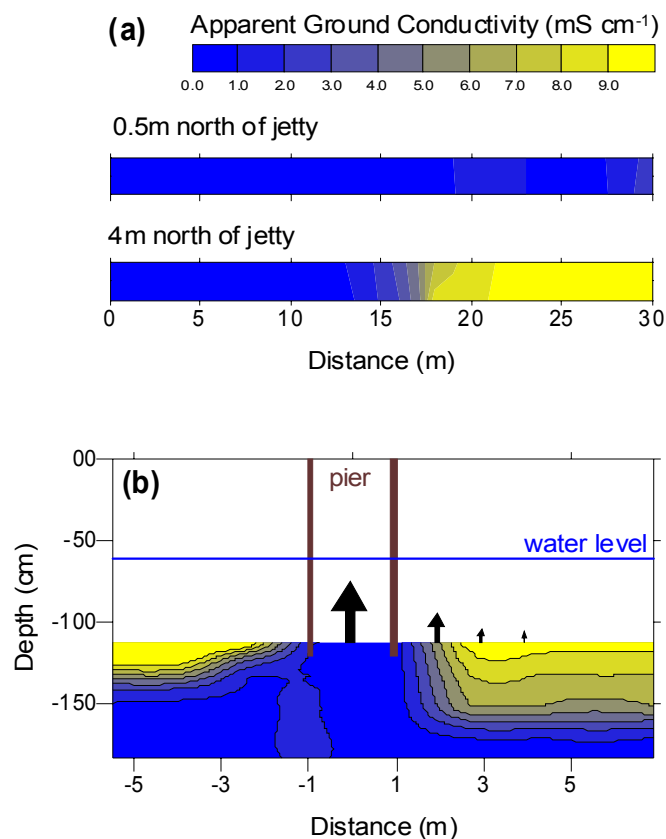 (a)
Apparent Ground Conductivity (mS cm-1)
0.0 1.0 2.0 3.0 4.0 5.0 6.0 7.0 8.0 9.0
0.5m north of jetty
4m north of jetty
0 5 10 15 20 25 30
Distance (m)
(b)
00
pier
-50
water level
-100
-150
Depth (cm)
-5 -3 -1 1 3 5
Distance (m)